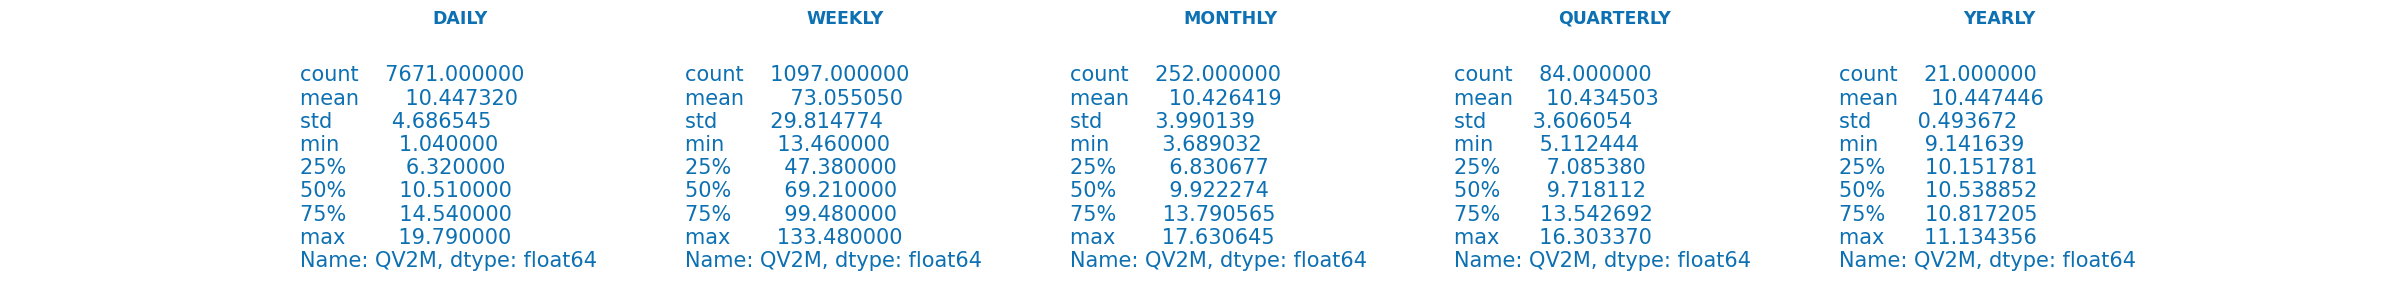 DAILY WEEKLY MONTHLY QUARTERLY YEARLY
count 7671.000000 count 1097.000000 count 252.000000 count 84.000000 count 21.000000
mean 10.447320 mean 73.055050 mean 10.426419 mean 10.434503 mean 10.447446
std 4.686545 std 29.814774 std 3.990139 std 3.606054 std 0.493672
min 1.040000 min 13.460000 min 3.689032 min 5.112444 min 9.141639
25% 6.320000 25% 47.380000 25% 6.830677 25% 7.085380 25% 10.151781
50% 10.510000 50% 69.210000 50% 9.922274 50% 9.718112 50% 10.538852
75% 14.540000 75% 99.480000 75% 13.790565 75% 13.542692 75% 10.817205
max 19.790000 max 133.480000 max 17.630645 max 16.303370 max 11.134356
Name: QV2M, dtype: float64 Name: QV2M, dtype: float64 Name: QV2M, dtype: float64 Name: QV2M, dtype: float64 Name: QV2M, dtype: float64